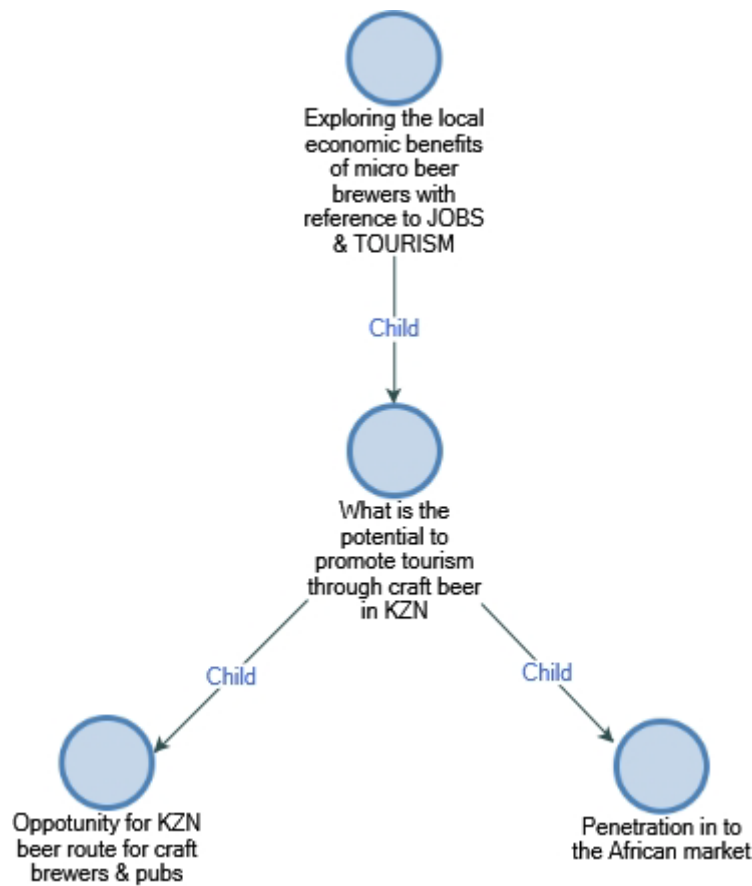 Exploring the local
economic benefits
of micro beer
brewers with
reference to JOBS
& TOURISM
Child
What is the
potential to
promote tourism
through craft beer
in KZN
Child
Child
Oppotunity for KZN
beer route for craft
brewers & pubs
Penetration in to
the African market